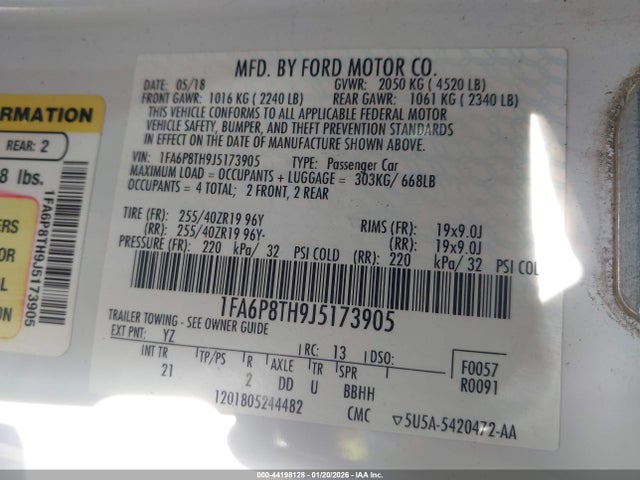 ORMATION
REAR: 2
8 lbs.
1FA6P8TH9J5173905
ERS
OR
AL
N
MFD. BY FORD MOTOR CO.
DATE: 05/18 GVWR: 2050 KG ( 4520 LB)
FRONT GAWR: 1016 KG ( 2240 LB) REAR GAWR: 1061 KG ( 2340 LB)
THIS VEHICLE CONFORMS TO ALL APPLICABLE FEDERAL MOTOR
VEHICLE SAFETY, BUMPER, AND THEFT PREVENTION STANDARDS
IN EFFECT ON THE DATE OF MANUFACTURE SHOWN ABOVE.
VIN: 1FA6P8TH9J5173905 TYPE: Passenger Car
MAXIMUM LOAD = OCCUPANTS + LUGGAGE = 303KG/ 668LB
OCCUPANTS = 4 TOTAL; 2 FRONT, 2 REAR
TIRE (FR): 255/40ZR19 96Y RIMS (FR): 19x9.0J
(RR): 255/40ZR19 96Y- (RR): 19x9.0J
PRESSURE (FR): 220 kPa/ 32 PSI COLD (RR): 220 kPa/ 32 PSI COLD
1FA6P8TH9J5173905
TRAILER TOWING - SEE OWNER GUIDE
EXT PNT: YZ RC: 13 DSO:
INT TR TP/PS R AXLE TR SPR F0057
21 2 DD U BBHH R0091
1201805244482 CMC ▽5U5A-5420472-AA
000-44198128 - 01/20/2026 - IAA Inc.